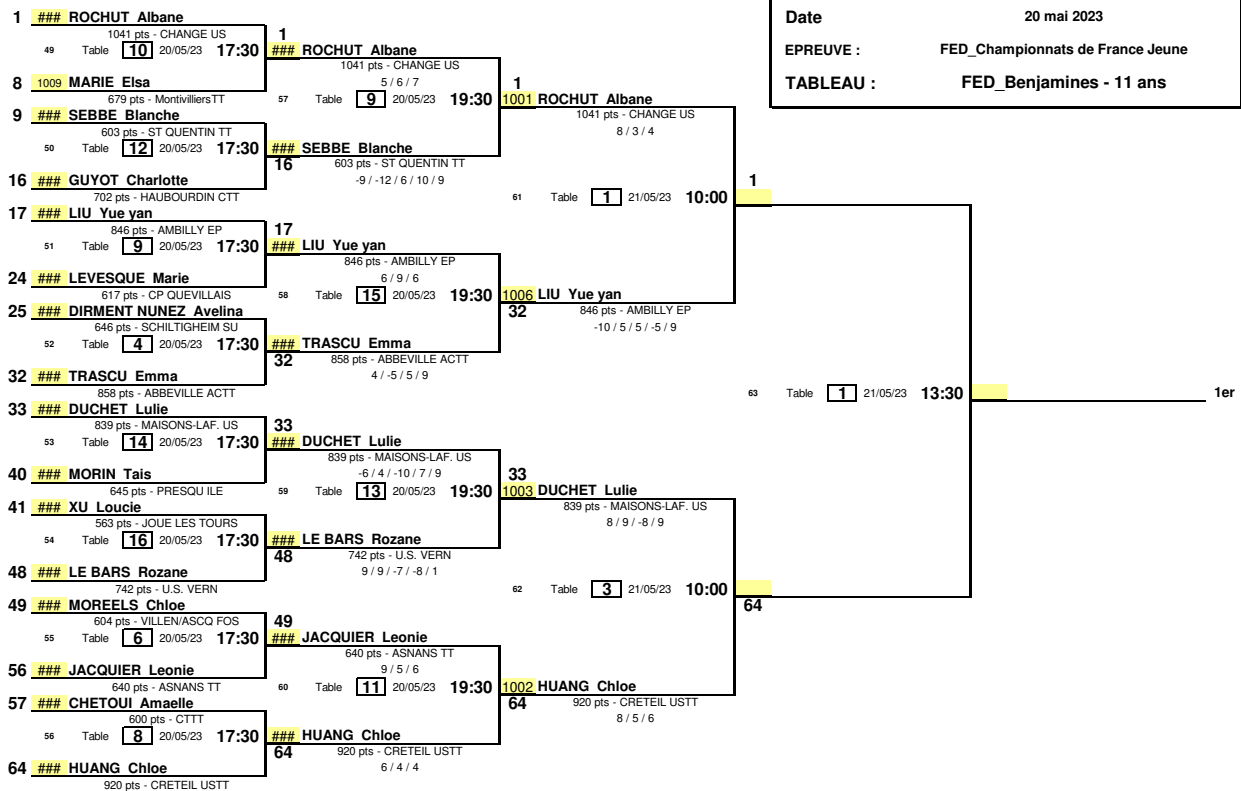 Date 20 mai 2023
EPREUVE : FED_Championnats de France Jeune
TABLEAU : FED_Benjamines - 11 ans
1 ### ROCHUT Albane
1041 pts - CHANGE US
49 Table 10 20/05/23 17:30
8 1009 MARIE Elsa
679 pts - MontivilliersTT
9 ### SEBBE Blanche
603 pts - ST QUENTIN TT
50 Table 12 20/05/23 17:30
16 ### GUYOT Charlotte
702 pts - HAUBOURDIN CTT
17 ### LIU Yue yan
846 pts - AMBILLY EP
51 Table 9 20/05/23 17:30
24 ### LEVESQUE Marie
617 pts - CP QUEVILLAIS
25 ### DIRMENT NUNEZ Avelina
646 pts - SCHILTIGHEIM SU
52 Table 4 20/05/23 17:30
32 ### TRASCU Emma
858 pts - ABBEVILLE ACTT
33 ### DUCHET Lulie
839 pts - MAISONS-LAF. US
53 Table 14 20/05/23 17:30
40 ### MORIN Tais
645 pts - PRESQU ILE
41 ### XU Loucie
563 pts - JOUE LES TOURS
54 Table 16 20/05/23 17:30
48 ### LE BARS Rozane
742 pts - U.S. VERN
49 ### MOREELS Chloe
604 pts - VILLEN/ASCQ FOS
55 Table 6 20/05/23 17:30
56 ### JACQUIER Leonie
640 pts - ASNANS TT
57 ### CHETOUI Amaelle
600 pts - CTTT
56 Table 8 20/05/23 17:30
64 ### HUANG Chloe
920 pts - CRETEIL USTT
1
### ROCHUT Albane
1041 pts - CHANGE US
5 / 6 / 7
57 Table 9 20/05/23 19:30
### SEBBE Blanche
16
603 pts - ST QUENTIN TT
-9 / -12 / 6 / 10 / 9
17
### LIU Yue yan
846 pts - AMBILLY EP
6 / 9 / 6
58 Table 15 20/05/23 19:30
### TRASCU Emma
32
858 pts - ABBEVILLE ACTT
4 / -5 / 5 / 9
33
### DUCHET Lulie
839 pts - MAISONS-LAF. US
-6 / 4 / -10 / 7 / 9
59 Table 13 20/05/23 19:30
### LE BARS Rozane
48
742 pts - U.S. VERN
9 / 9 / -7 / -8 / 1
49
### JACQUIER Leonie
640 pts - ASNANS TT
9 / 5 / 6
60 Table 11 20/05/23 19:30
### HUANG Chloe
64
920 pts - CRETEIL USTT
6 / 4 / 4
1
1001 ROCHUT Albane
1041 pts - CHANGE US
8 / 3 / 4
61 Table 1 21/05/23 10:00
1006 LIU Yue yan
32
846 pts - AMBILLY EP
-10 / 5 / 5 / -5 / 9
33
1003 DUCHET Lulie
839 pts - MAISONS-LAF. US
8 / 9 / -8 / 9
62 Table 3 21/05/23 10:00
1002 HUANG Chloe
64
920 pts - CRETEIL USTT
8 / 5 / 6
1
63 Table 1 21/05/23 13:30
64
1er